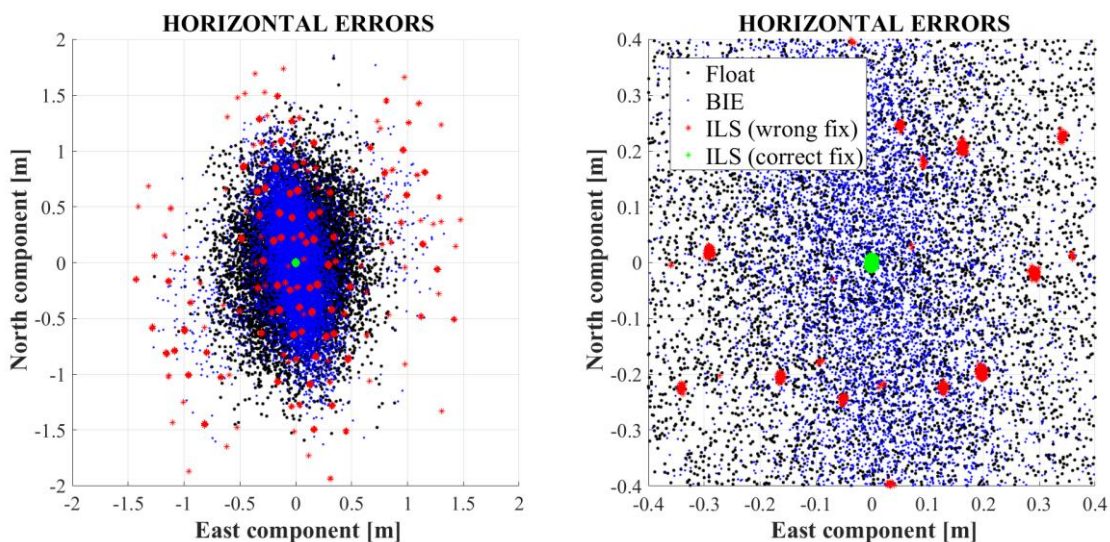 HORIZONTAL ERRORS
2
1.5
1
0.5
0
-0.5
-1
-1.5
-2
North component [m]
-2 -1.5 -1 -0.5 0 0.5 1 1.5 2
East component [m]
HORIZONTAL ERRORS
0.4
0.3
0.2
0.1
0
-0.1
-0.2
-0.3
-0.4
North component [m]
Float
BIE
ILS (wrong fix)
ILS (correct fix)
-0.4 -0.3 -0.2 -0.1 0 0.1 0.2 0.3 0.4
East component [m]